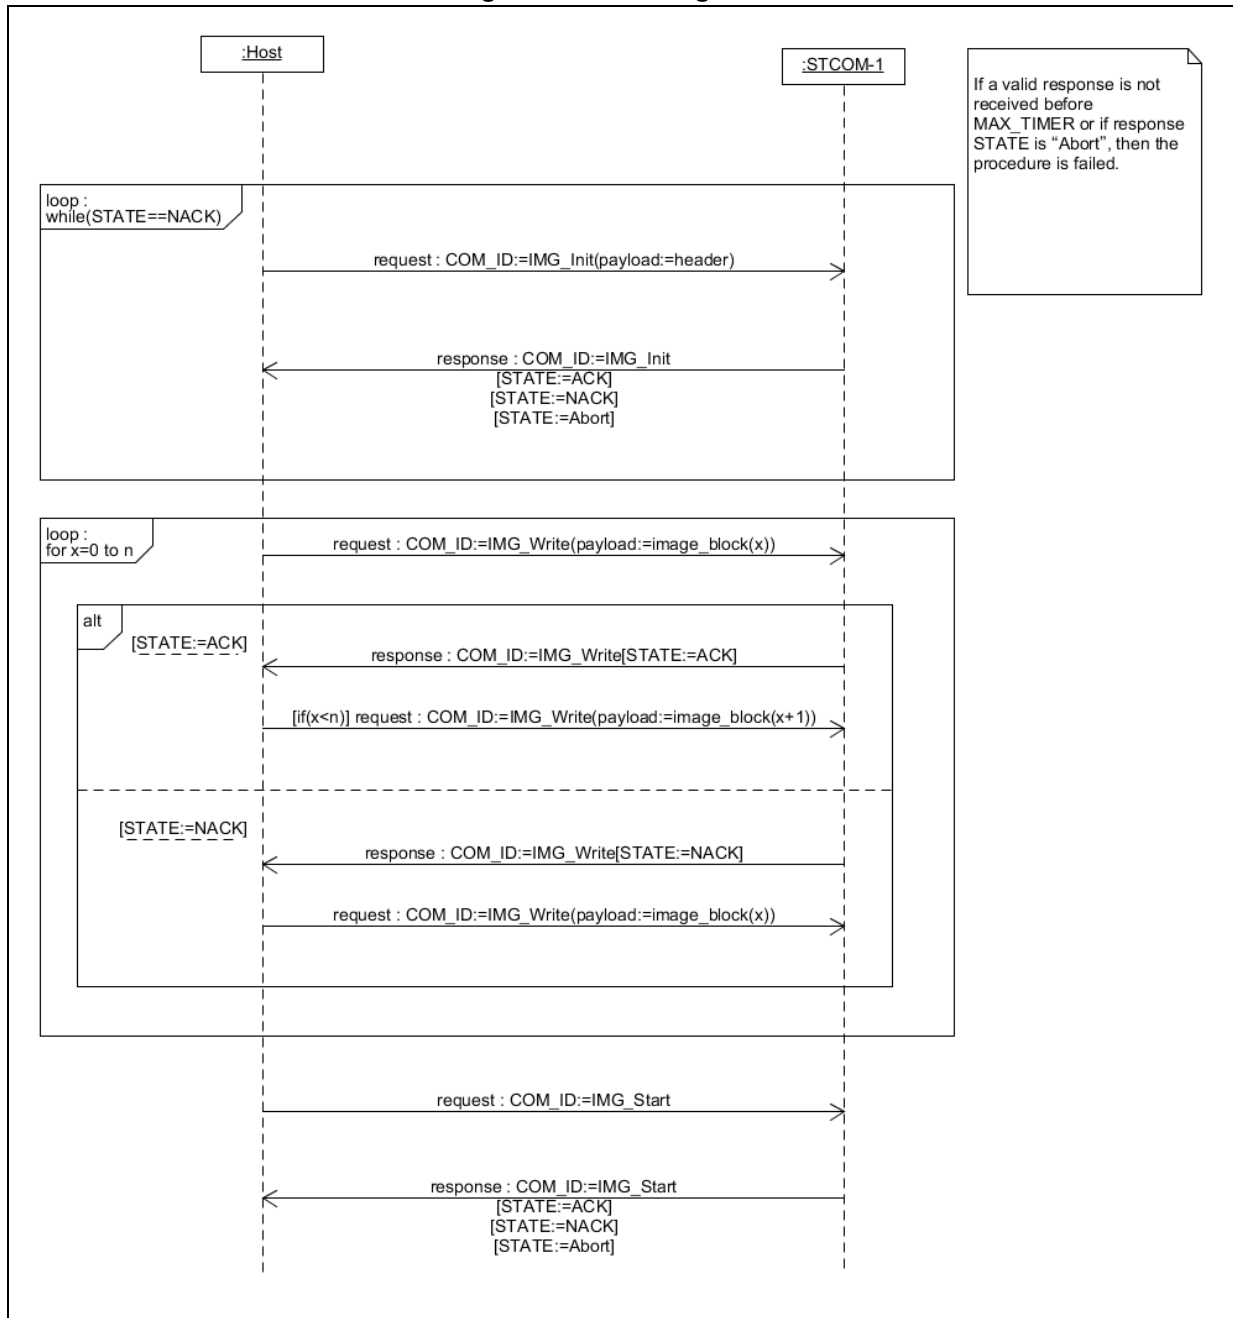 :Host
:STCOM-1
If a valid response is not
received before
MAX_TIMER or if response
STATE is “Abort”, then the
procedure is failed.
loop :
while(STATE==NACK)
request : COM_ID:=IMG_Init(payload:=header)
response : COM_ID:=IMG_Init
[STATE:=ACK]
[STATE:=NACK]
[STATE:=Abort]
loop :
for x=0 to n
request : COM_ID:=IMG_Write(payload:=image_block(x))
alt
[STATE:=ACK]
response : COM_ID:=IMG_Write[STATE:=ACK]
[if(x<n)] request : COM_ID:=IMG_Write(payload:=image_block(x+1))
[STATE:=NACK]
response : COM_ID:=IMG_Write[STATE:=NACK]
request : COM_ID:=IMG_Write(payload:=image_block(x))
request : COM_ID:=IMG_Start
response : COM_ID:=IMG_Start
[STATE:=ACK]
[STATE:=NACK]
[STATE:=Abort]